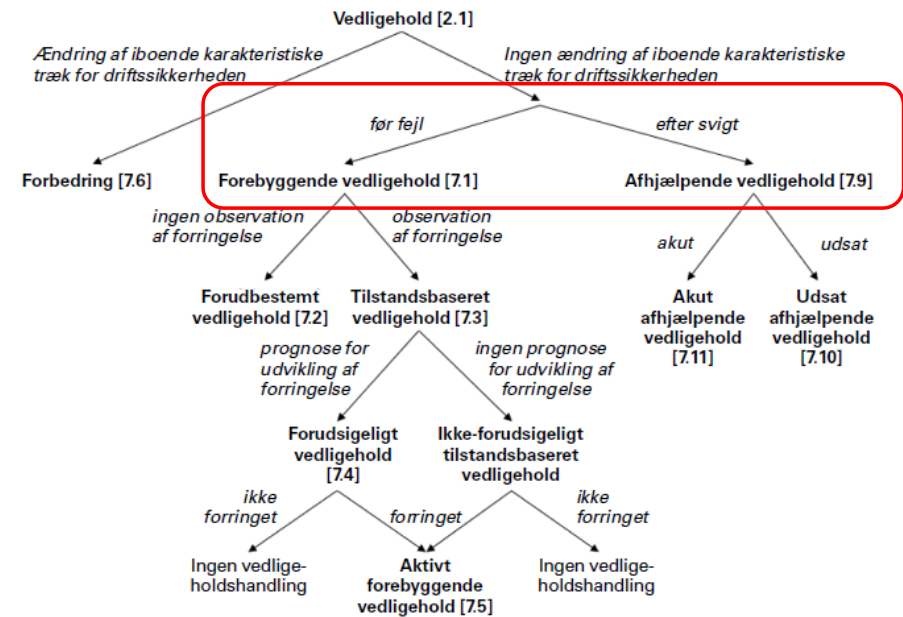 Vedligehold [2.1]
Ændring af iboende karakteristiske
træk for driftssikkerheden
Ingen ændring af iboende karakteristiske
træk for driftssikkerheden
før fejl
efter svigt
Forbedring [7.6]
Forebyggende vedligehold [7.1]
Afhjælpende vedligehold [7.9]
ingen observation
af forringelse
observation
af forringelse
akut
udsat
Forudbestemt
vedligehold [7.2]
Tilstandsbaseret
vedligehold [7.3]
Akut
afhjælpende
vedligehold
[7.11]
Udsat
afhjælpende
vedligehold
[7.10]
prognose for
udvikling af
forringelse
ingen prognose
for udvikling af
forringelse
Forudsigeligt
vedligehold
[7.4]
Ikke-forudsigeligt
tilstandsbaseret
vedligehold
ikke
forringet
forringet
ikke
forringet
Ingen vedlige-
holdshandling
Aktivt
forebyggende
vedligehold [7.5]
Ingen vedlige-
holdshandling